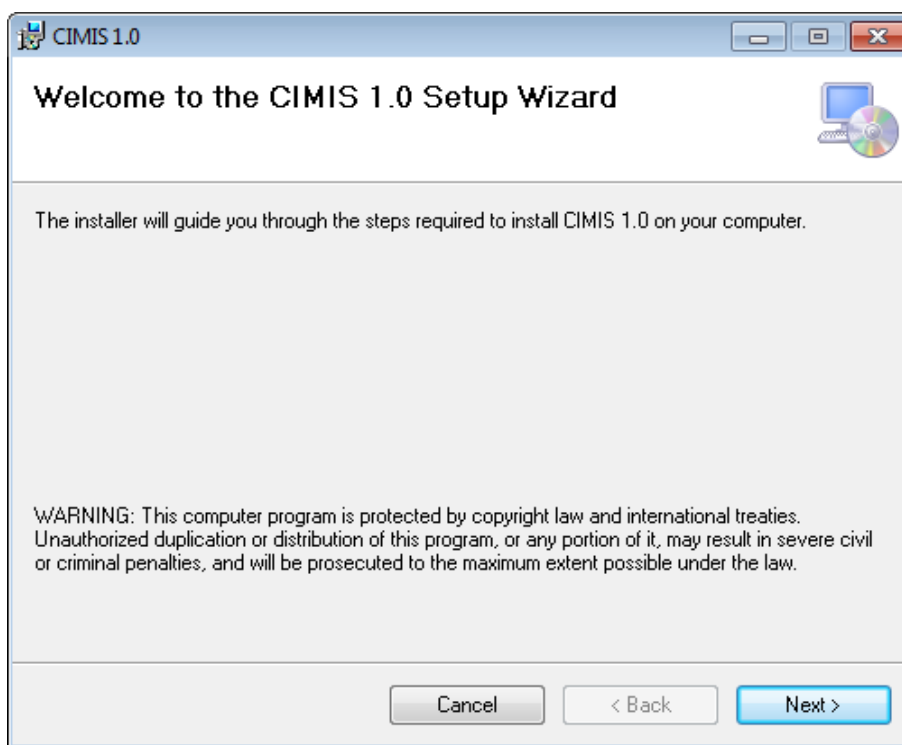 CIMIS 1.0
Welcome to the CIMIS 1.0 Setup Wizard
The installer will guide you through the steps required to install CIMIS 1.0 on your computer.
WARNING: This computer program is protected by copyright law and international treaties.
Unauthorized duplication or distribution of this program, or any portion of it, may result in severe civil
or criminal penalties, and will be prosecuted to the maximum extent possible under the law.
Cancel
< Back
Next >